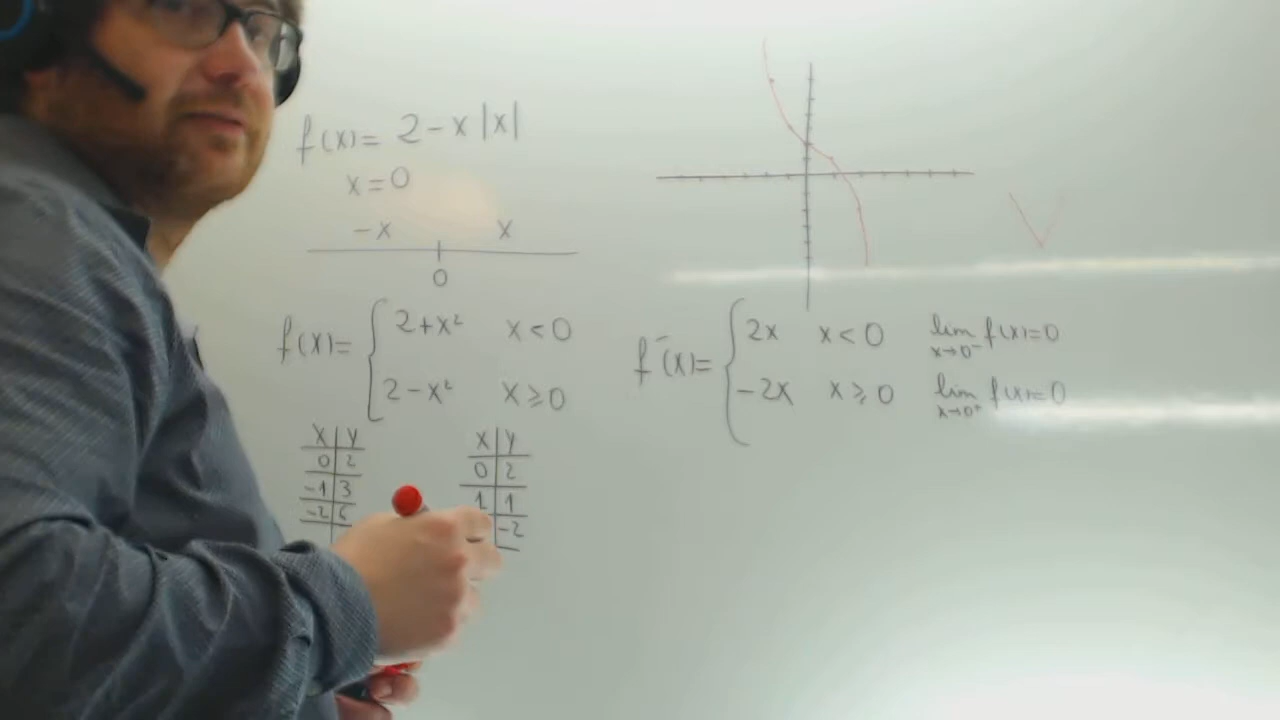 f(x)= 2-x|x|
x=0
-x x
0
f(x)= { 2+x² x<0
2-x² x⩾0
x | y
0 | 2
-1 | 3
-2 | 6
x | y
0 | 2
1 | 1
-2
f'(x)= { 2x x<0 lim f(x)=0
x→0⁻
-2x x⩾0 lim f(x)=0
x→0⁺